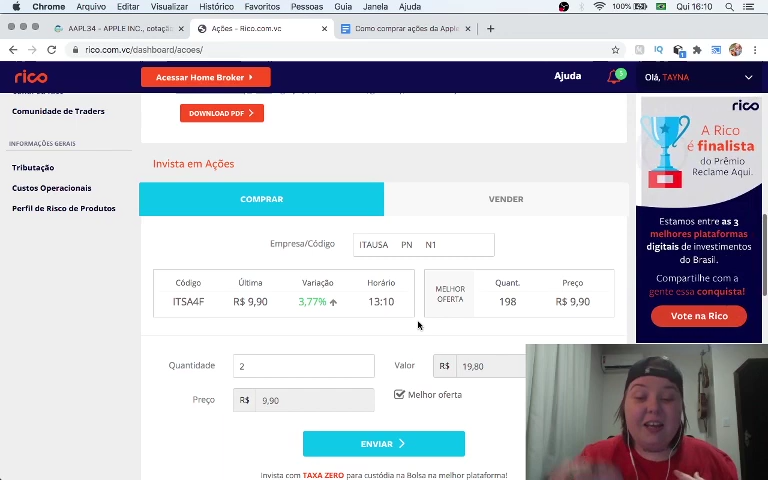 Chrome Arquivo Editar Visualizar Histórico Favoritos Pessoas Guia Janela Ajuda 100% Qui 16:10
AAPL34 - APPLE INC., cotação
Ações - Rico.com.vc
Como comprar ações da Apple
rico.com.vc/dashboard/acoes/
rico
Acessar Home Broker
Ajuda
5
Olá, TAYNA
Comunidade de Traders
INFORMAÇÕES GERAIS
Tributação
Custos Operacionais
Perfil de Risco de Produtos
DOWNLOAD PDF
Invista em Ações
COMPRAR VENDER
Empresa/Código ITAUSA PN N1
Código Última Variação Horário
ITSA4F R$ 9,90 3,77% 13:10
MELHOR OFERTA
Quant. Preço
198 R$ 9,90
Quantidade 2 Valor R$ 19,80
Preço R$ 9,90 Melhor oferta
ENVIAR
Invista com TAXA ZERO para custódia na Bolsa na melhor plataforma!
rico
A Rico
é finalista
do Prêmio
Reclame Aqui.
Estamos entre as 3
melhores plataformas
digitais de investimentos
do Brasil.
Compartilhe com a
gente essa conquista!
Vote na Rico